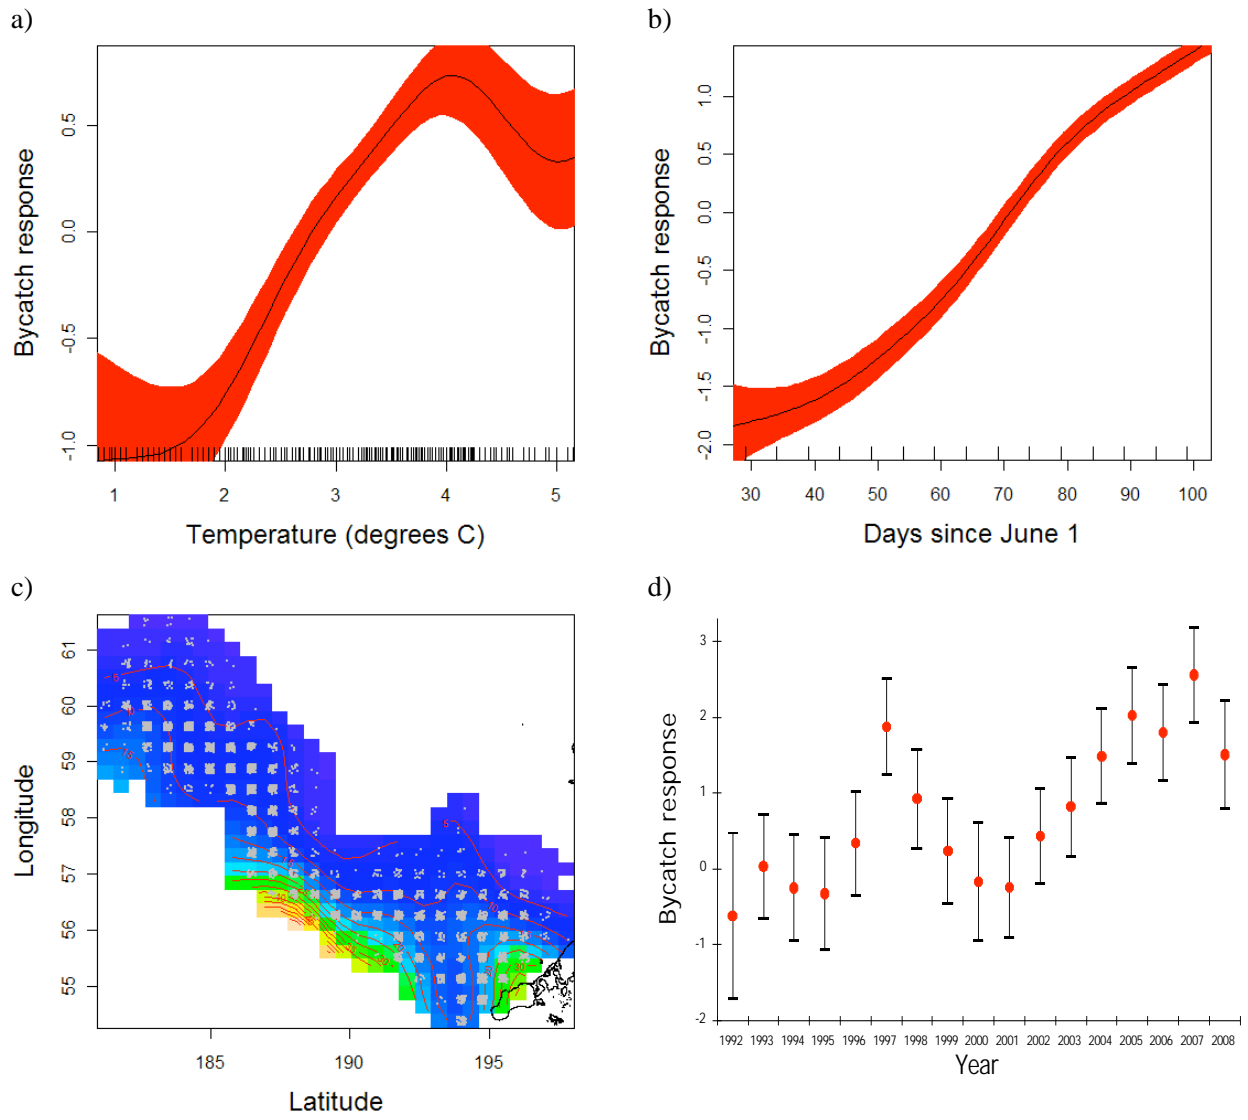 a)
Bycatch response
0.5
0.0
-0.5
-1.0
1 2 3 4 5
Temperature (degrees C)
b)
Bycatch response
1.0
0.5
0.0
-0.5
-1.0
-1.5
-2.0
30 40 50 60 70 80 90 100
Days since June 1
c)
Longitude
61
60
59
58
57
56
55
185 190 195
Latitude
d)
Bycatch response
3
2
1
0
-1
-2
1992 1993 1994 1995 1996 1997 1998 1999 2000 2001 2002 2003 2004 2005 2006 2007 2008
Year